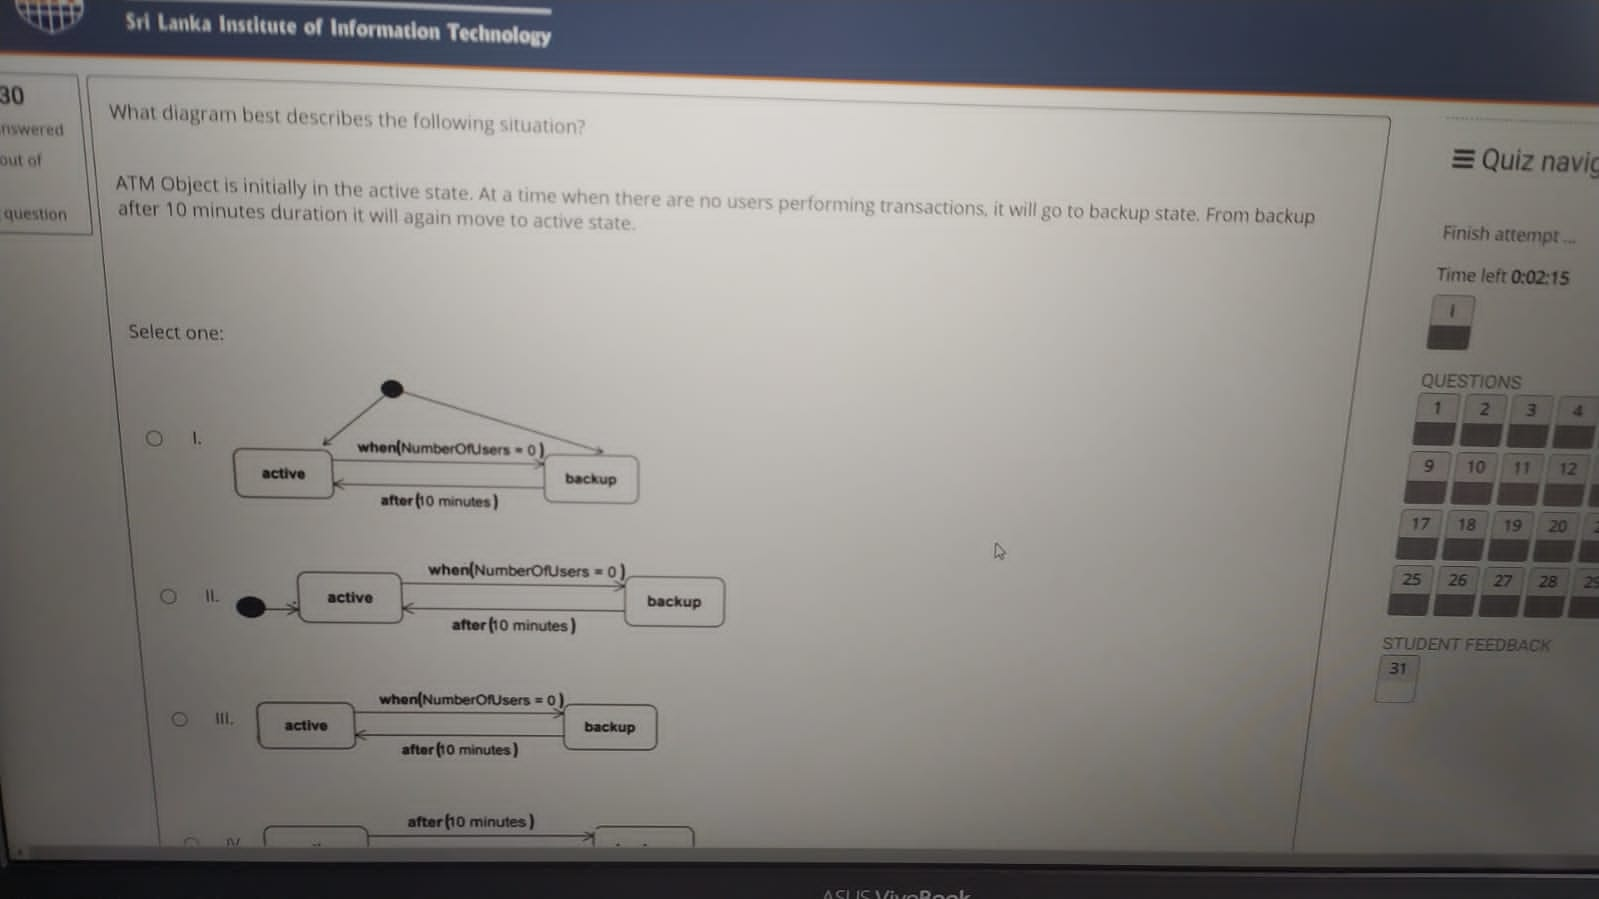 Sri Lanka Institute of Information Technology
30
nswered
out of
question
What diagram best describes the following situation?
ATM Object is initially in the active state. At a time when there are no users performing transactions, it will go to backup state. From backup
after 10 minutes duration it will again move to active state.
Select one:
I.
when(NumberOfUsers = 0)
active
backup
after(10 minutes)
II.
when(NumberOfUsers = 0)
active
backup
after(10 minutes)
III.
when(NumberOfUsers = 0)
active
backup
after(10 minutes)
IV
after(10 minutes)
Quiz navig
Finish attempt ...
Time left 0:02:15
i
QUESTIONS
1 2 3 4
9 10 11 12
17 18 19 20
25 26 27 28 29
STUDENT FEEDBACK
31
ASUS VivoBook